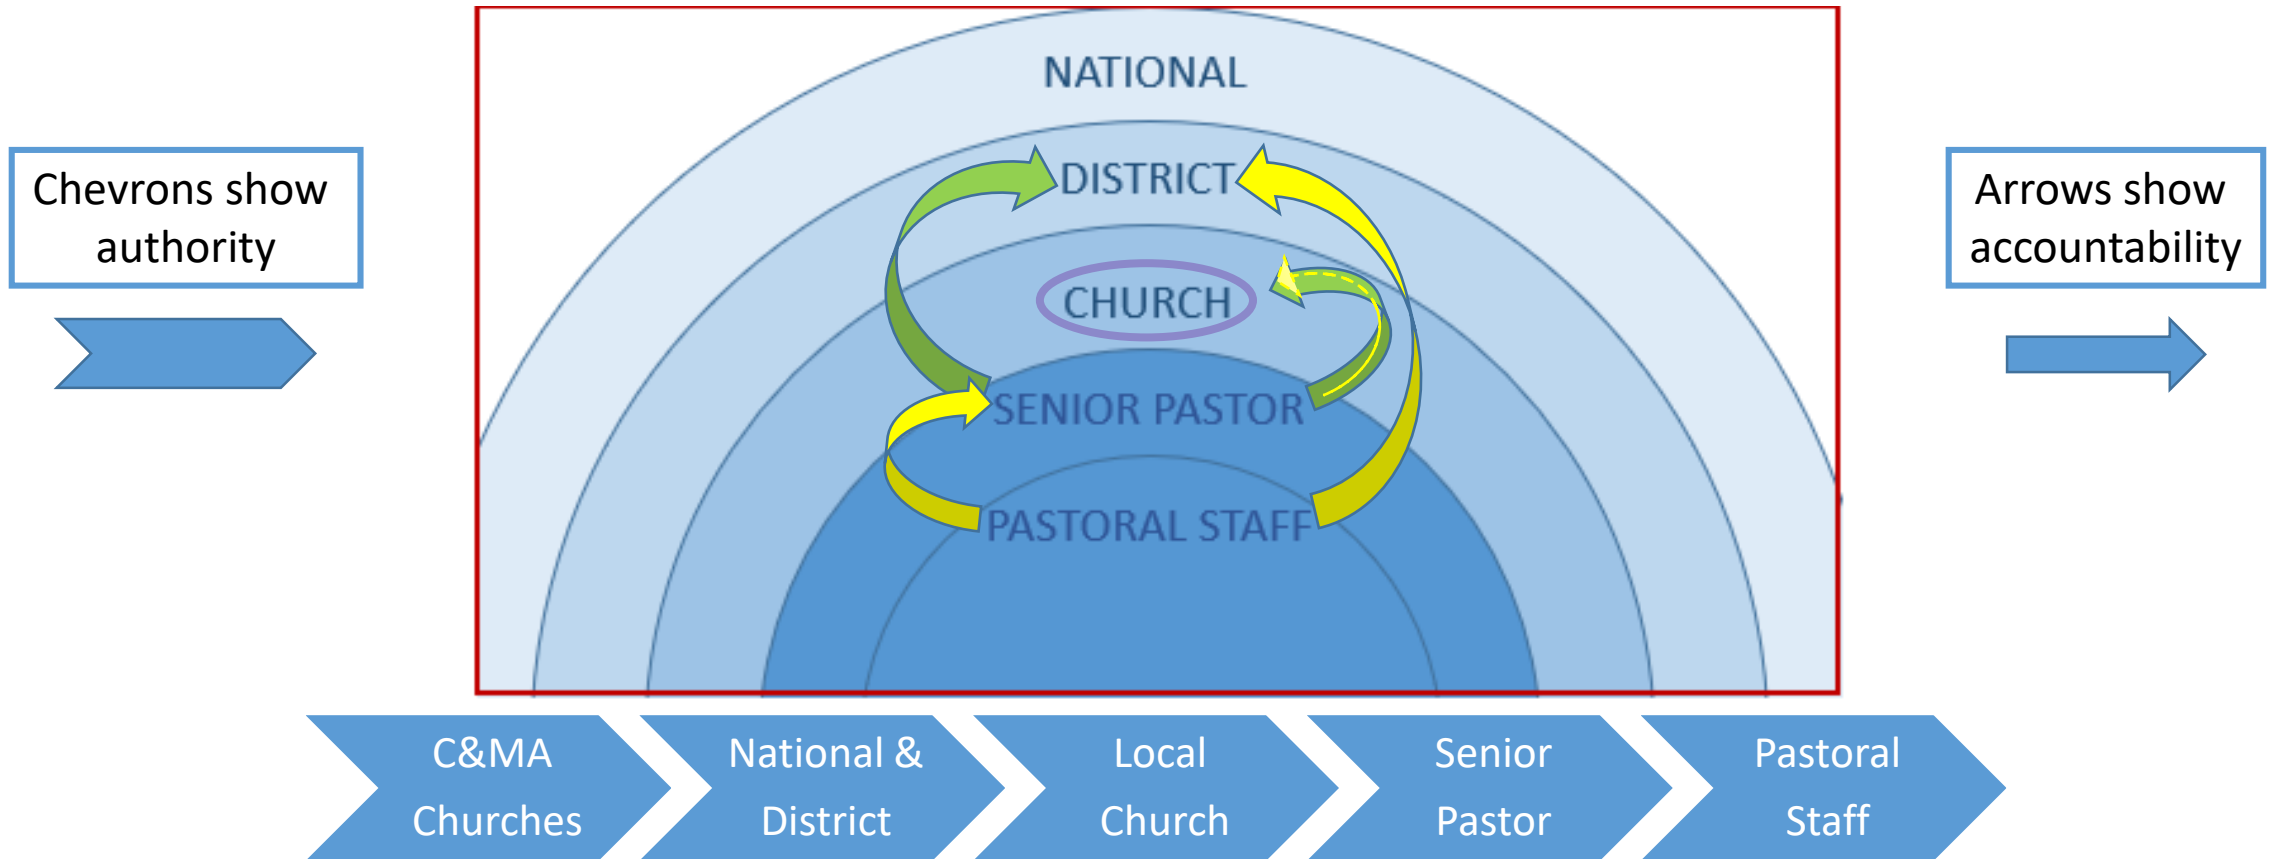 NATIONAL
DISTRICT
CHURCH
SENIOR PASTOR
PASTORAL STAFF
Chevrons show
authority
Arrows show
accountability
C&MA
Churches
National &
District
Local
Church
Senior
Pastor
Pastoral
Staff